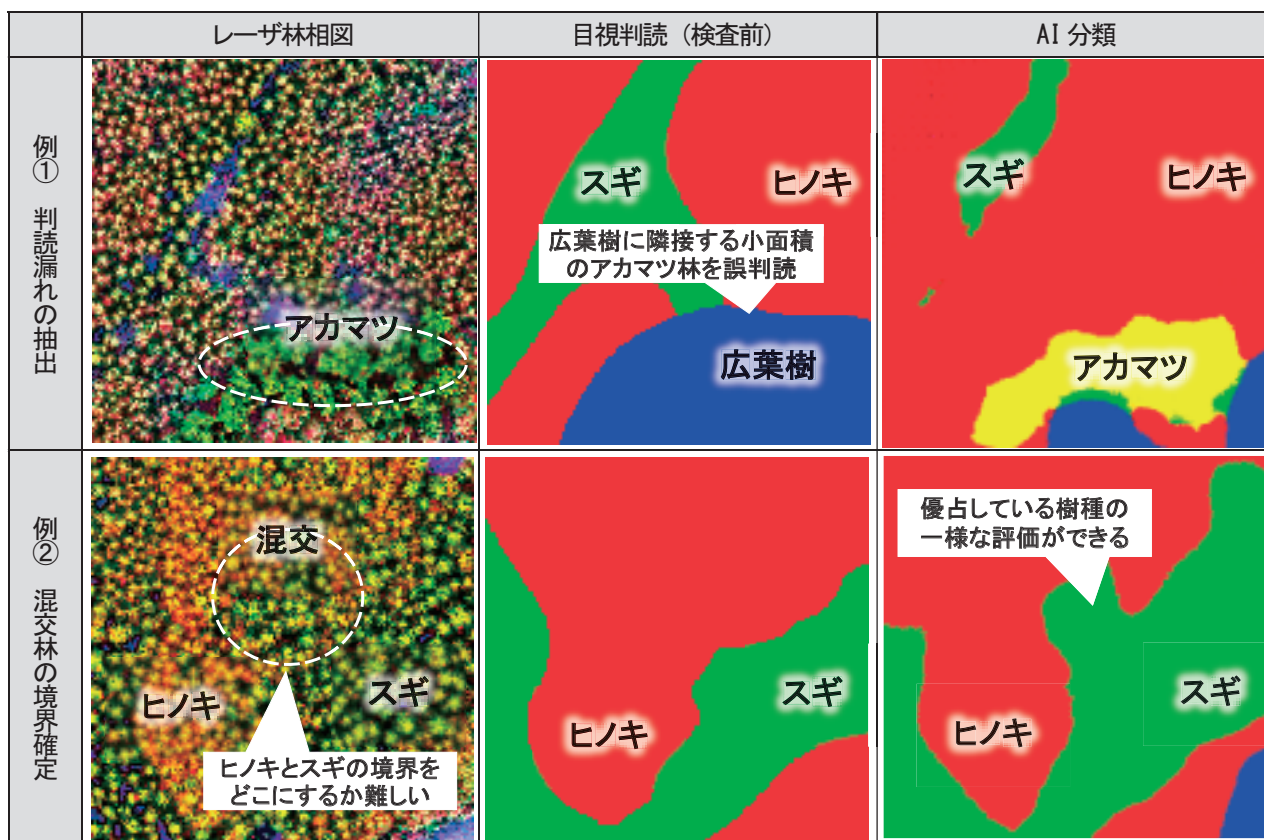 レーザ林相図
目視判読（検査前）
AI 分類
例① 判読漏れの抽出
アカマツ
スギ
ヒノキ
広葉樹に隣接する小面積
のアカマツ林を誤判読
広葉樹
スギ
ヒノキ
アカマツ
例② 混交林の境界確定
混交
ヒノキ
スギ
ヒノキとスギの境界を
どこにするか難しい
スギ
ヒノキ
優占している樹種の
一様な評価ができる
スギ
ヒノキ